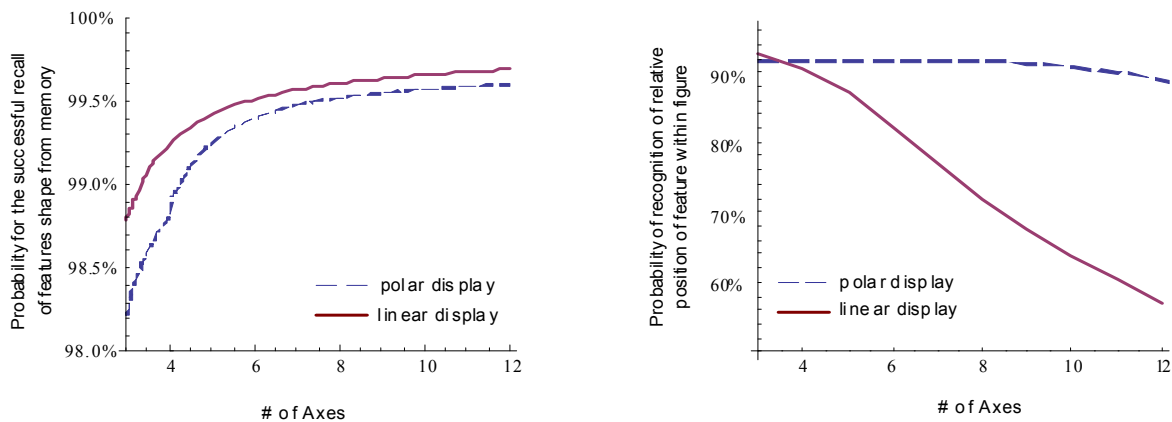 Probability for the successful recall
of features shape from memory
100%
99.5%
99.0%
98.5%
98.0%
4
6
8
10
12
polar display
linear display
# of Axes
Probability of recognition of relative
position of feature within figure
90%
80%
70%
60%
4
6
8
10
12
polar display
linear display
# of Axes